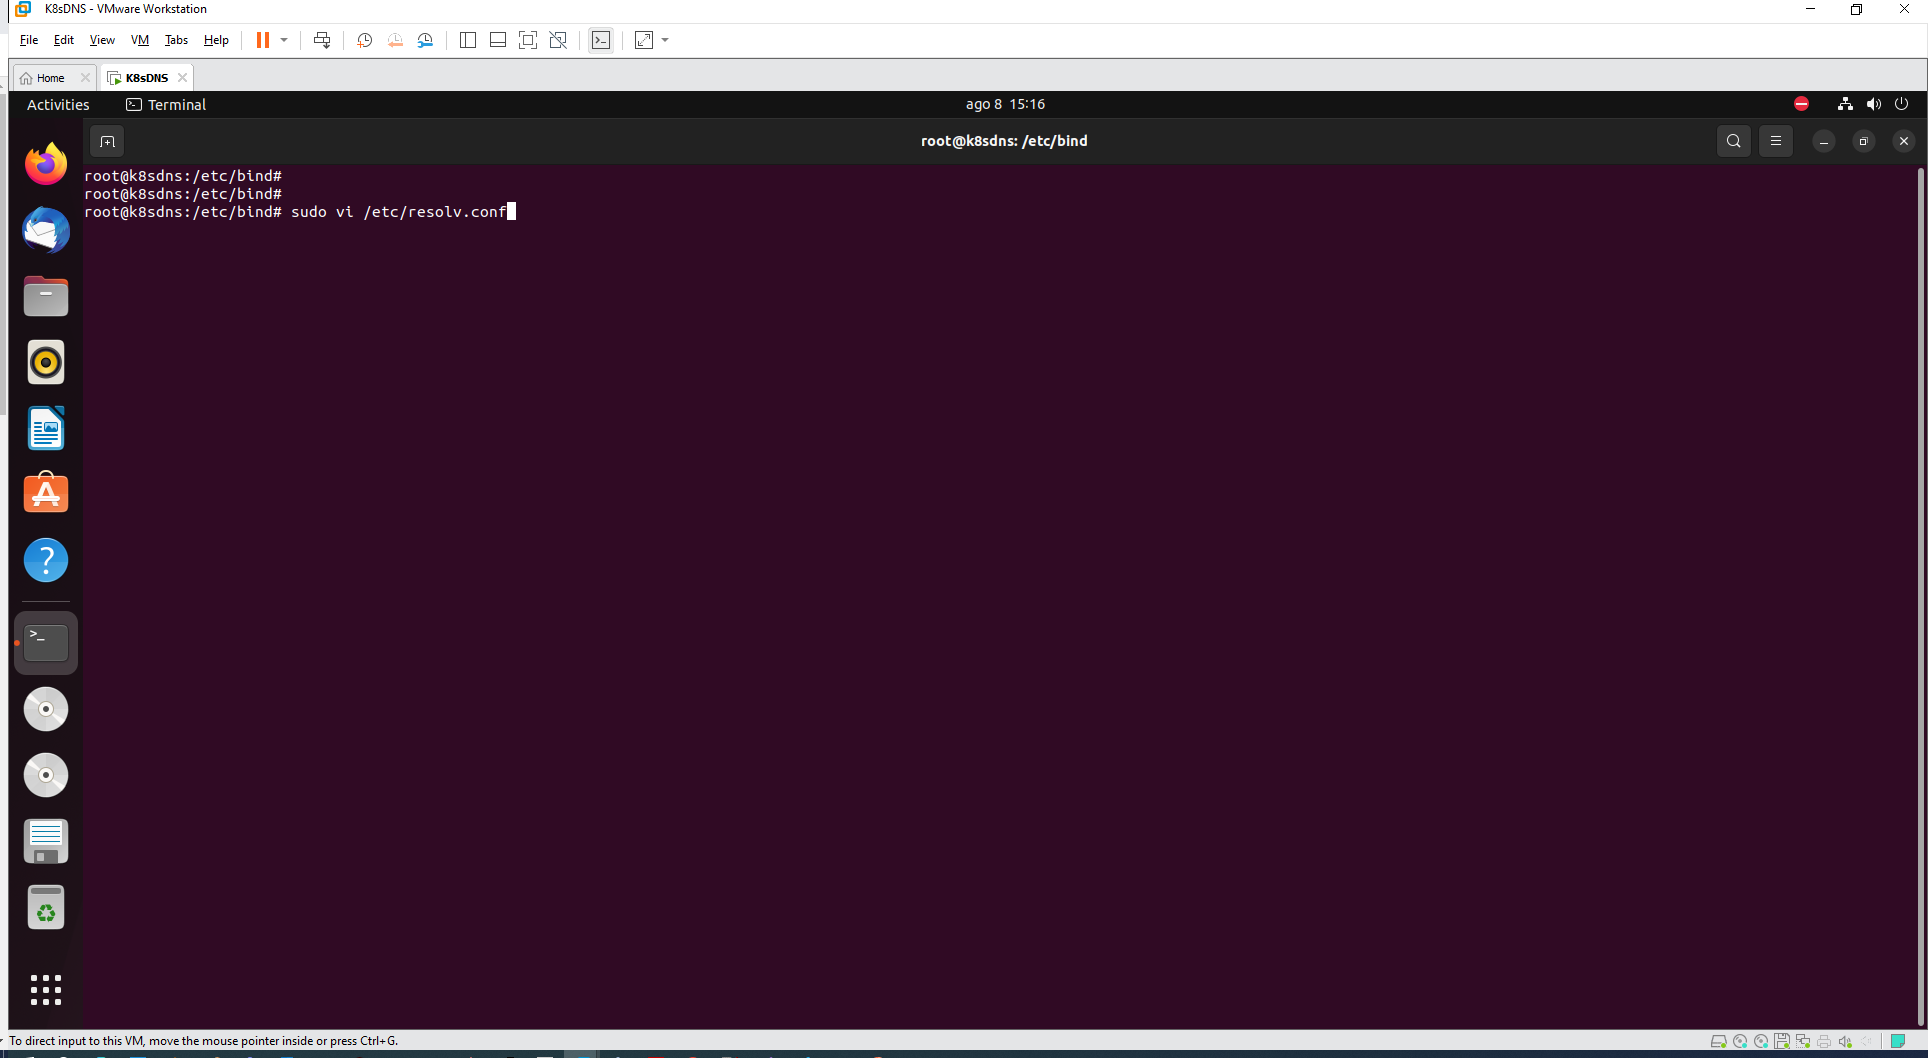 K8sDNS - VMware Workstation
File Edit View VM Tabs Help
Home K8sDNS
Activities Terminal ago 8 15:16
root@k8sdns: /etc/bind
root@k8sdns:/etc/bind#
root@k8sdns:/etc/bind#
root@k8sdns:/etc/bind# sudo vi /etc/resolv.conf
To direct input to this VM, move the mouse pointer inside or press Ctrl+G.